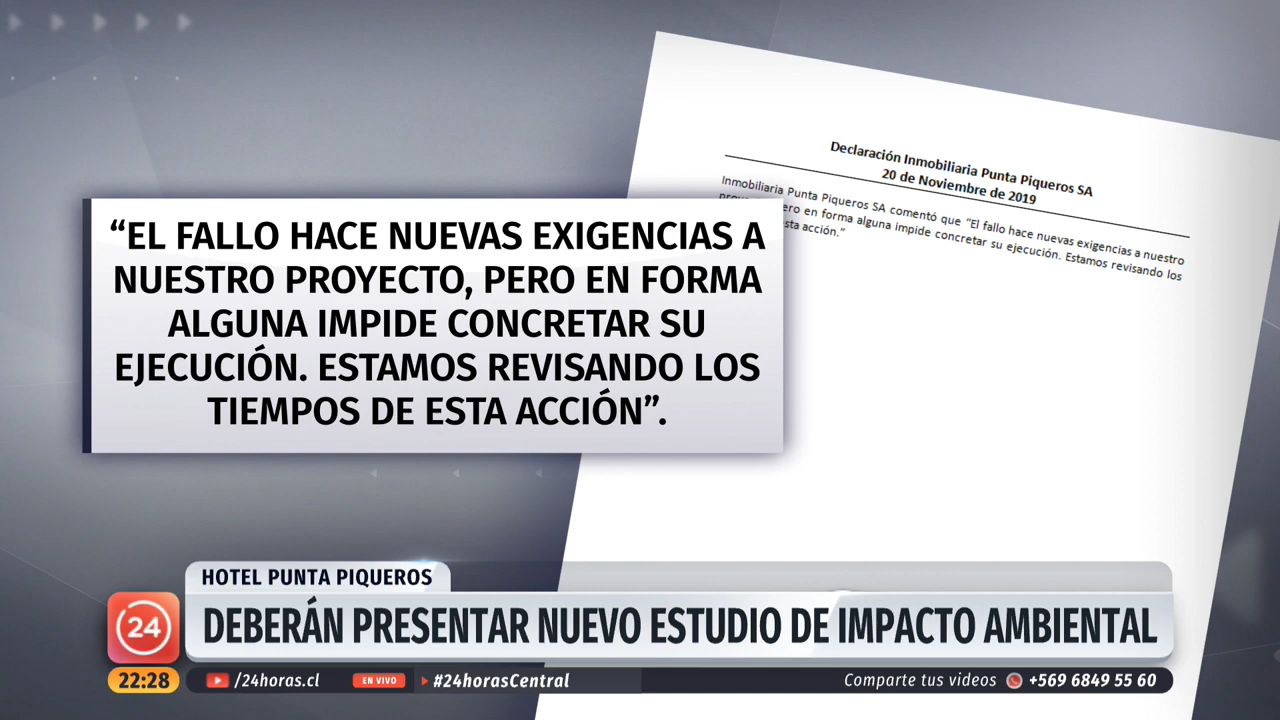 Declaración Inmobiliaria Punta Piqueros SA
20 de Noviembre de 2019
Inmobiliaria Punta Piqueros SA comentó que “El fallo hace nuevas exigencias a nuestro
en forma alguna impide concretar su ejecución. Estamos revisando los
esta acción.”
“EL FALLO HACE NUEVAS EXIGENCIAS A
NUESTRO PROYECTO, PERO EN FORMA
ALGUNA IMPIDE CONCRETAR SU
EJECUCIÓN. ESTAMOS REVISANDO LOS
TIEMPOS DE ESTA ACCIÓN”.
HOTEL PUNTA PIQUEROS
24
DEBERÁN PRESENTAR NUEVO ESTUDIO DE IMPACTO AMBIENTAL
22:28 /24horas.cl EN VIVO #24horasCentral Comparte tus videos +569 6849 55 60